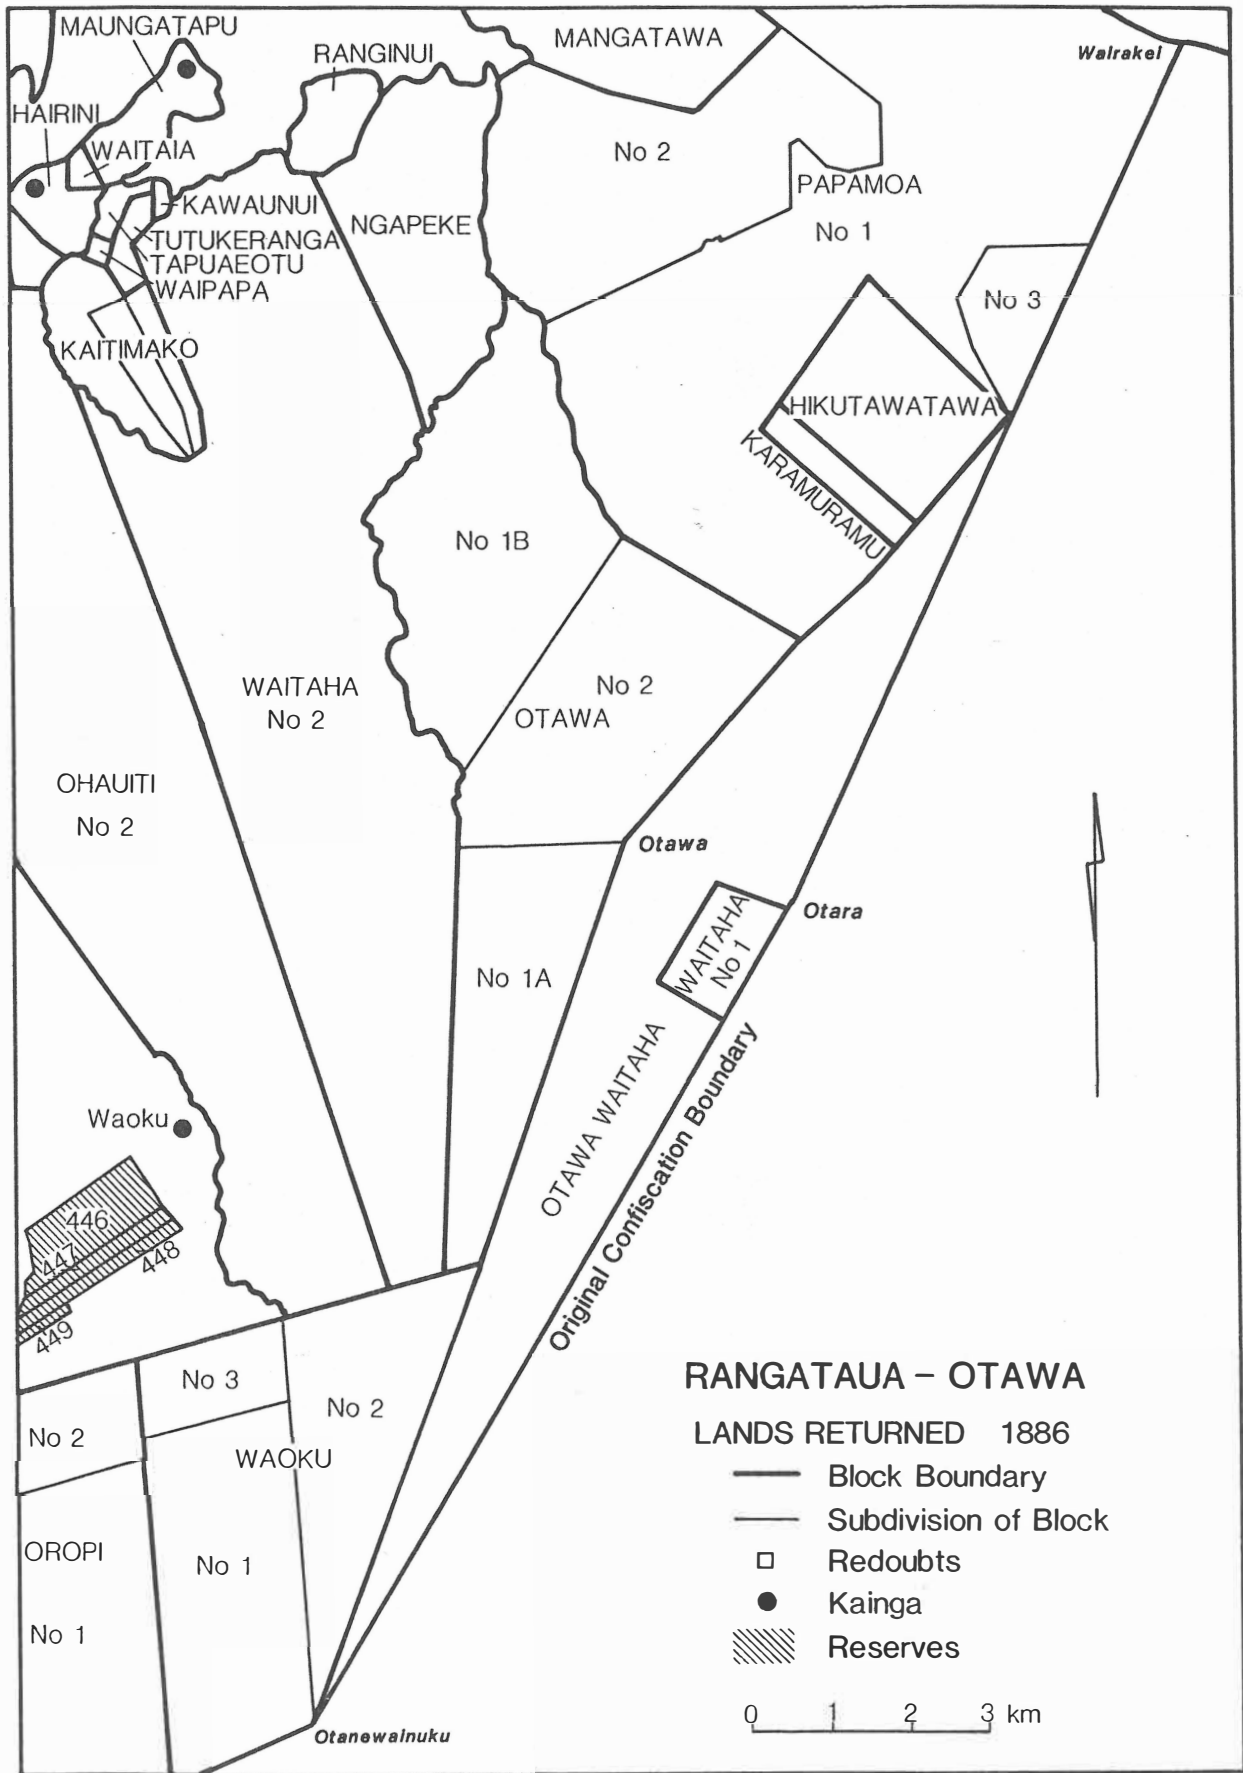 MAUNGATAPU
RANGINUI
MANGATAWA
Wairakei
HAIRINI
WAITAIA
No 2
PAPAMOA
KAWAUNUI
NGAPEKE
No 1
TUTUKERANGA
TAPUAEOTU
WAIPAPA
No 3
KAITIMAKO
HIKUTAWATAWA
KARAMURAMU
No 1B
WAITAHA
No 2
No 2
OTAWA
OHAUITI
No 2
Otawa
Otara
WAITAHA
No 1
No 1A
OTAWA WAITAHA
Original Confiscation Boundary
Waoku
446
447
448
449
No 3
No 2
No 2
WAOKU
OROPI
No 1
No 1
Otanewainuku
RANGATAUA – OTAWA
LANDS RETURNED 1886
Block Boundary
Subdivision of Block
Redoubts
Kainga
Reserves
0 1 2 3 km